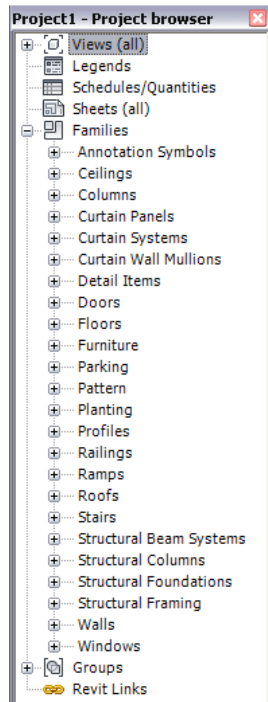 Project1 - Project browser
Views (all)
Legends
Schedules/Quantities
Sheets (all)
Families
Annotation Symbols
Ceilings
Columns
Curtain Panels
Curtain Systems
Curtain Wall Mullions
Detail Items
Doors
Floors
Furniture
Parking
Pattern
Planting
Profiles
Railings
Ramps
Roofs
Stairs
Structural Beam Systems
Structural Columns
Structural Foundations
Structural Framing
Walls
Windows
Groups
Revit Links